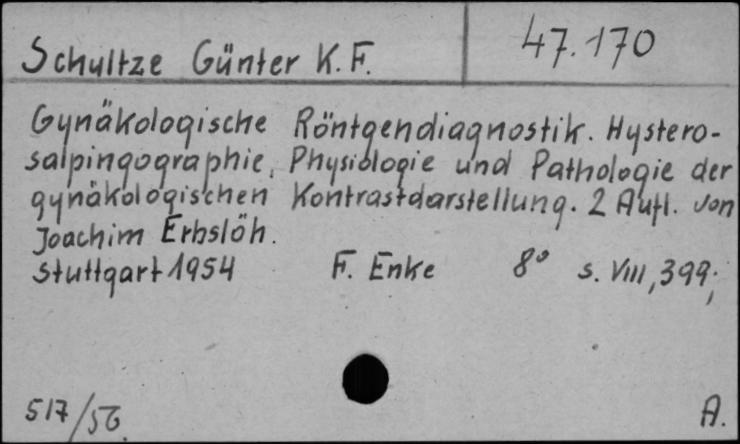 Schultze Günter K. F.
47.170
Gynäkologische Röntgendiagnostik. Hystero-
salpingographie, Physiologie und Pathologie der
gynäkologischen Kontrastdarstellung. 2 Aufl. von
Joachim Erbslöh.
Stuttgart 1954 F. Enke 8° S. VIII, 399;
517/56 A.